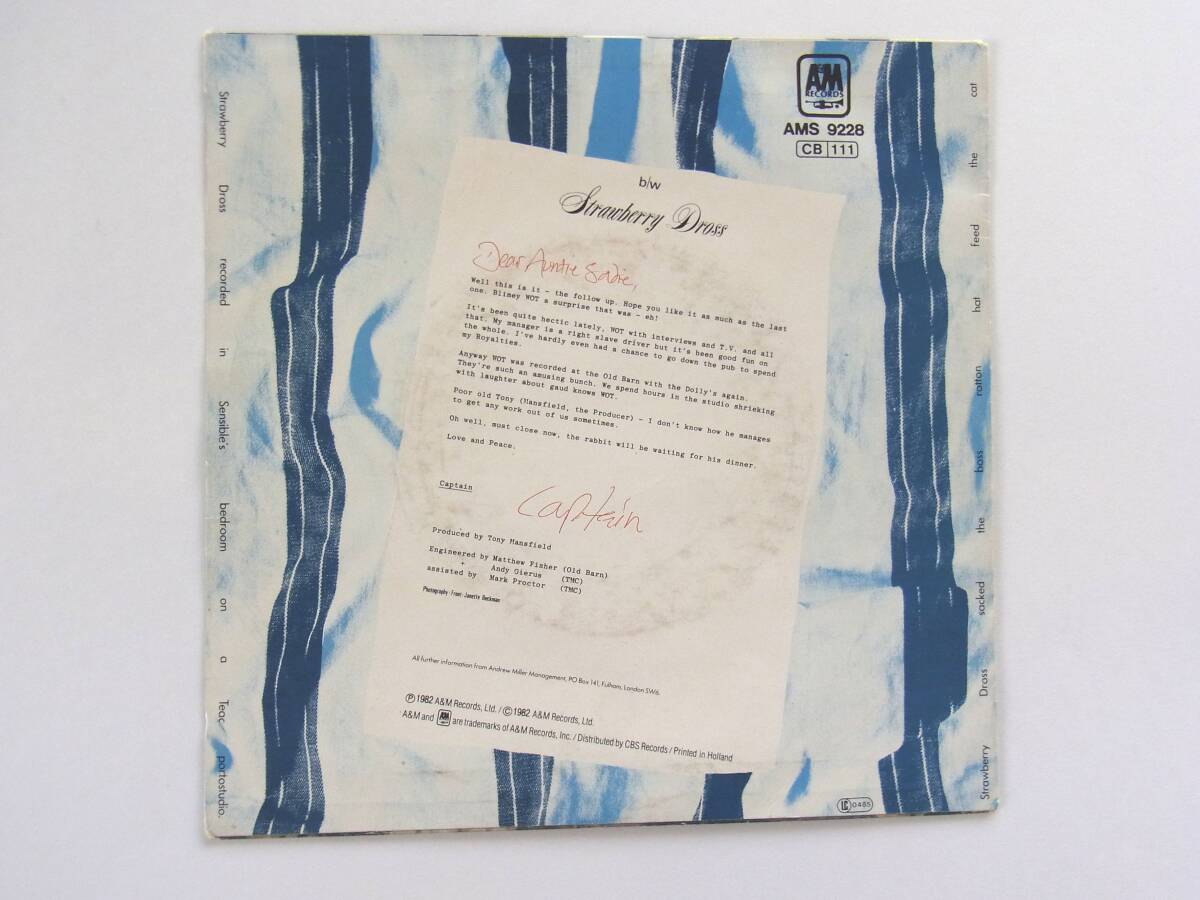 A&M
RECORDS
AMS 9228
CB 111
b/w
Strawberry Dross
Dear Auntie Sadie,
Well this is it - the follow up. Hope you like it as much as the last
one. Blimey WOT a surprise that was - eh!
It's been quite hectic lately, WOT with interviews and T.V. and all
that. My manager is a right slave driver but it's been good fun on
the whole. I've hardly even had a chance to go down the pub to spend
my Royalties.
Anyway WOT was recorded at the Old Barn with the Dolly's again.
They're such an amusing bunch. We spend hours in the studio shrieking
with laughter about gaud knows WOT.
Poor old Tony (Mansfield, the Producer) - I don't know how he manages
to get any work out of us sometimes.
Oh well, must close now, the rabbit will be waiting for his dinner.
Love and Peace.
Captain
Captain
Produced by Tony Mansfield
Engineered by Matthew Fisher (Old Barn)
+ Andy Gierus (TMC)
assisted by Mark Proctor (TMC)
Photography: Front: Janette Beckman
All further information from Andrew Miller Management, PO Box 141, Fulham, London SW6.
℗ 1982 A&M Records, Ltd. / © 1982 A&M Records, Ltd.
A&M and A&M are trademarks of A&M Records, Inc. / Distributed by CBS Records / Printed in Holland
LC 0485
Strawberry Dross recorded in Sensible's bedroom on a Teac portostudio.
Strawberry Dross sacked the boss rotton hat feed the cat